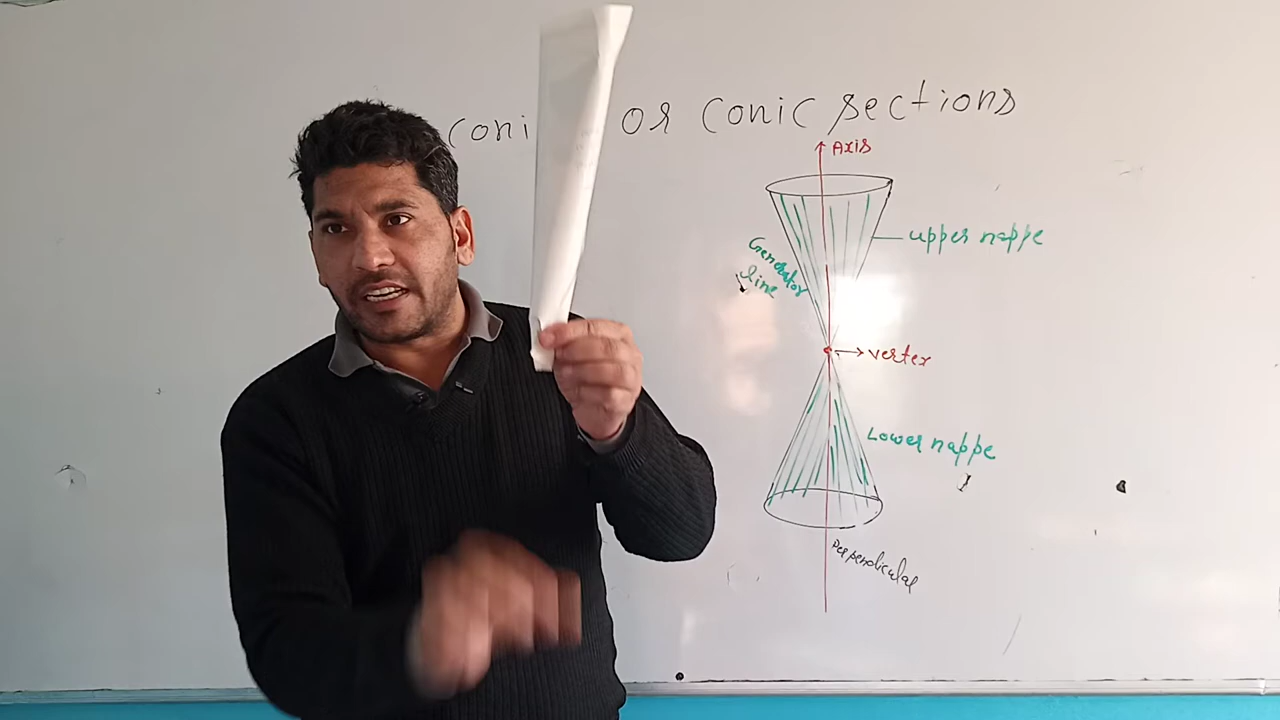 coni or conic sections
Axis
upper nappe
Generator
line
vertex
Lower nappe
Perpendicular